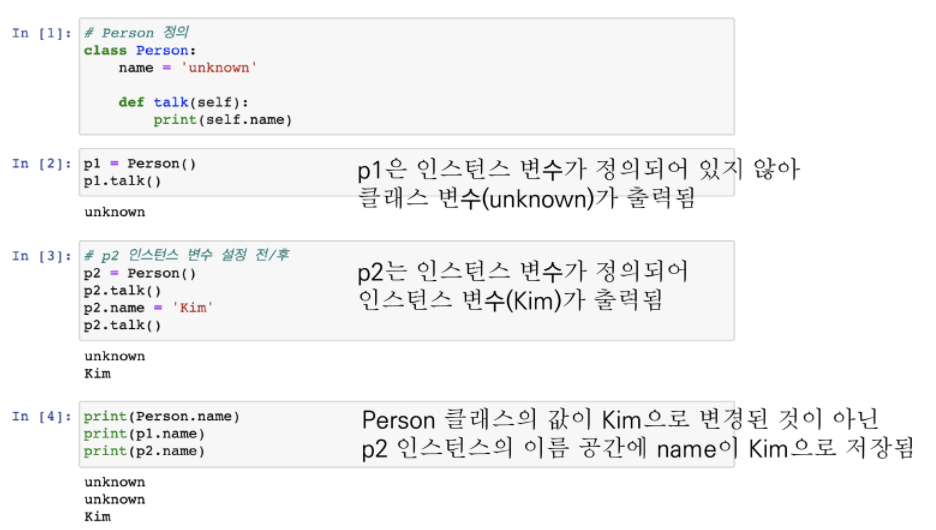 In [1]: # Person 정의
class Person:
    name = 'unknown'
    def talk(self):
        print(self.name)
In [2]: p1 = Person()
p1.talk()
p1은 인스턴스 변수가 정의되어 있지 않아
클래스 변수(unknown)가 출력됨
unknown
In [3]: # p2 인스턴스 변수 설정 전/후
p2 = Person()
p2.talk()
p2.name = 'Kim'
p2.talk()
p2는 인스턴스 변수가 정의되어
인스턴스 변수(Kim)가 출력됨
unknown
Kim
In [4]: print(Person.name)
print(p1.name)
print(p2.name)
Person 클래스의 값이 Kim으로 변경된 것이 아닌
p2 인스턴스의 이름 공간에 name이 Kim으로 저장됨
unknown
unknown
Kim